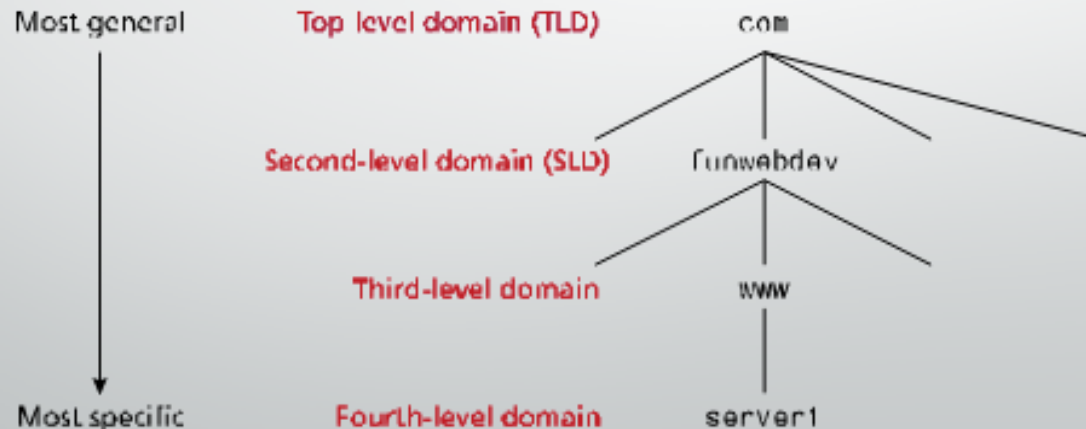 Most general Top level domain (TLD) com
Second-level domain (SLD) funwebdev
Third-level domain www
Most specific Fourth-level domain server1